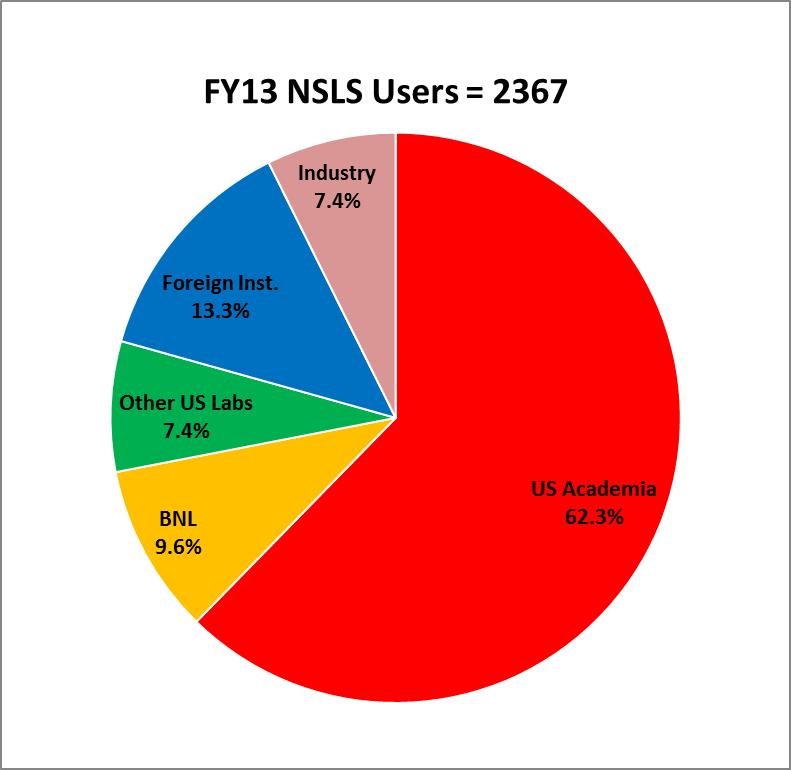 FY13 NSLS Users = 2367
Industry
7.4%
Foreign Inst.
13.3%
Other US Labs
7.4%
US Academia
62.3%
BNL
9.6%